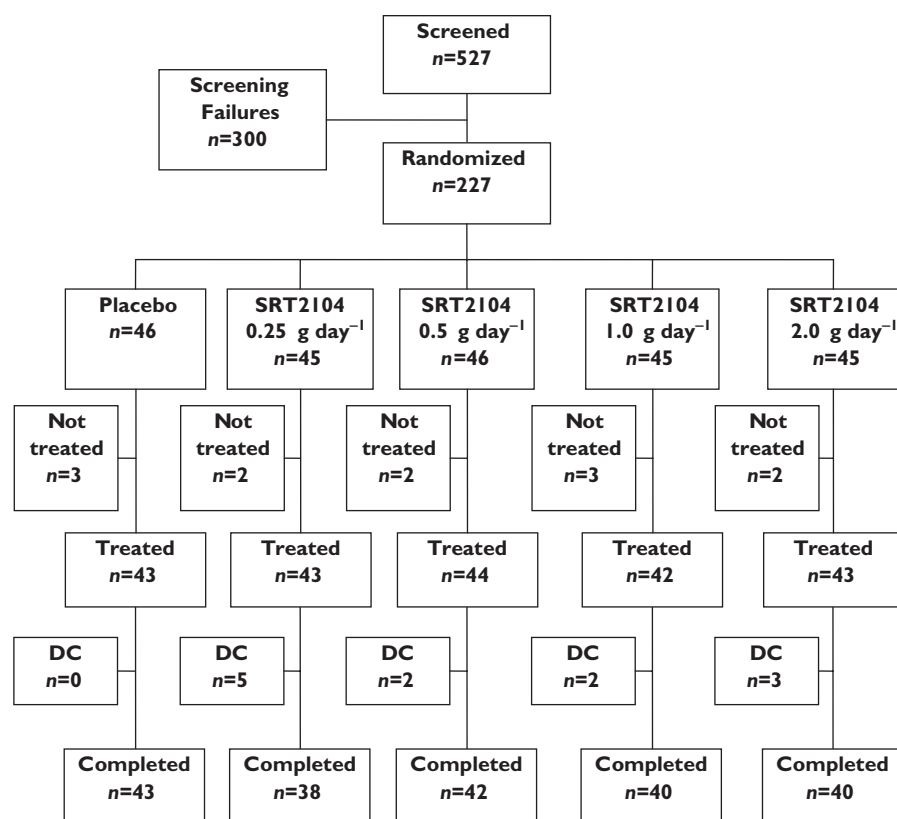 Screened
n=527
Screening
Failures
n=300
Randomized
n=227
Placebo
n=46
SRT2104
0.25 g day⁻¹
n=45
SRT2104
0.5 g day⁻¹
n=46
SRT2104
1.0 g day⁻¹
n=45
SRT2104
2.0 g day⁻¹
n=45
Not
treated
n=3
Not
treated
n=2
Not
treated
n=2
Not
treated
n=3
Not
treated
n=2
Treated
n=43
Treated
n=43
Treated
n=44
Treated
n=42
Treated
n=43
DC
n=0
DC
n=5
DC
n=2
DC
n=2
DC
n=3
Completed
n=43
Completed
n=38
Completed
n=42
Completed
n=40
Completed
n=40